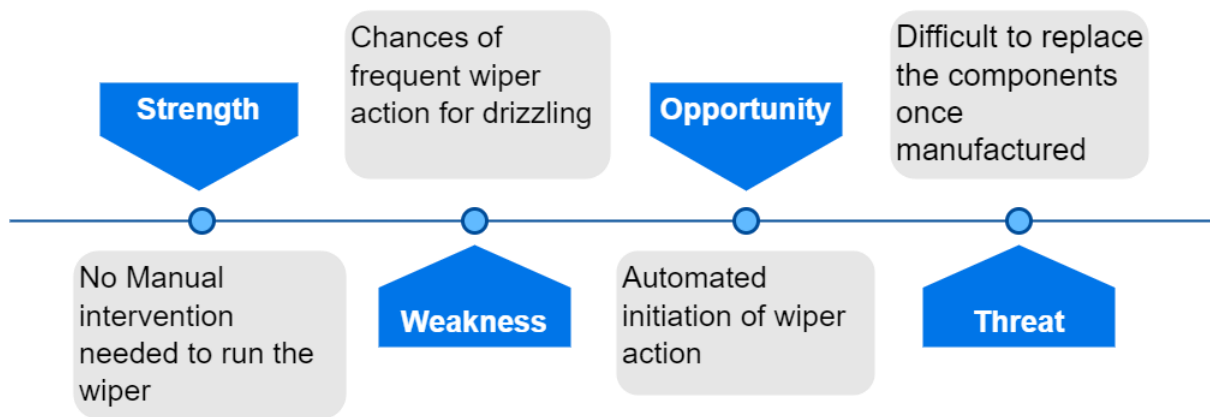 Strength
No Manual
intervention
needed to run the
wiper
Chances of
frequent wiper
action for drizzling
Weakness
Opportunity
Automated
initiation of wiper
action
Difficult to replace
the components
once
manufactured
Threat